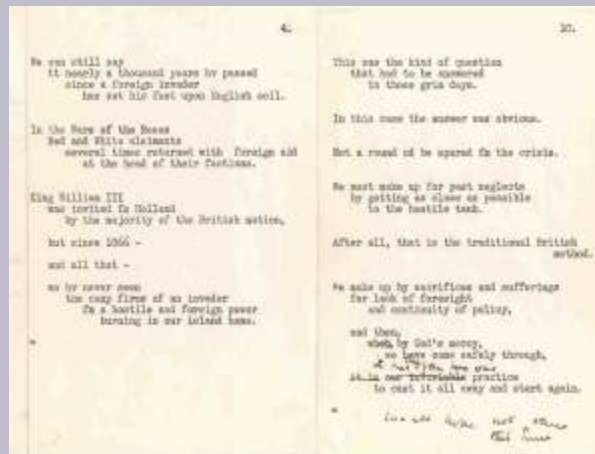 4.
We can still say
it nearly a thousand years hv passed
since a foreign invader
has set his foot upon English soil.
In the Wars of the Roses
Red and White claimants
several times returned with foreign aid
at the head of their factions.
King William III
was invited fm Holland
by the majority of the British nation,
but since 1066 -
and all that -
we hv never seen
the camp fires of an invader
fm a hostile and foreign power
burning in our island home.
10.
This was the kind of question
that had to be answered
in those grim days.
In this case the answer was obvious.
Not a round cd be spared fm the crisis.
We must make up for past neglects
by getting as close as possible
to the hostile tank.
After all, that is the traditional British
method.
We make up by sacrifices and sufferings
for lack of foresight
and continuity of policy,
and then,
when by God's mercy,
we have come safely through,
it is our invariable practice
to cast it all away and start again.
not
this time